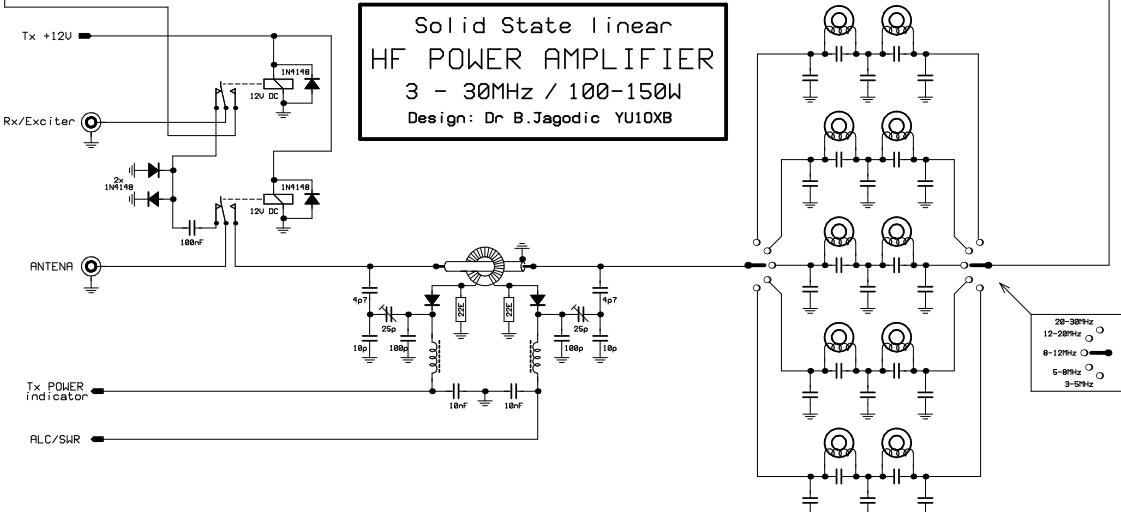 Solid State linear
HF POWER AMPLIFIER
3 - 30MHz / 100-150W
Design: Dr B.Jagodic YU1OXB
Tx +12V
1N4148
12V DC
Rx/Exciter
2x
1N4148
1N4148
12V DC
100nF
ANTENA
4p7
25p
10p
100p
22E
22E
4p7
25p
100p
10p
Tx POWER
indicator
10nF
10nF
ALC/SWR
20-30MHz
12-20MHz
8-12MHz
5-8MHz
3-5MHz